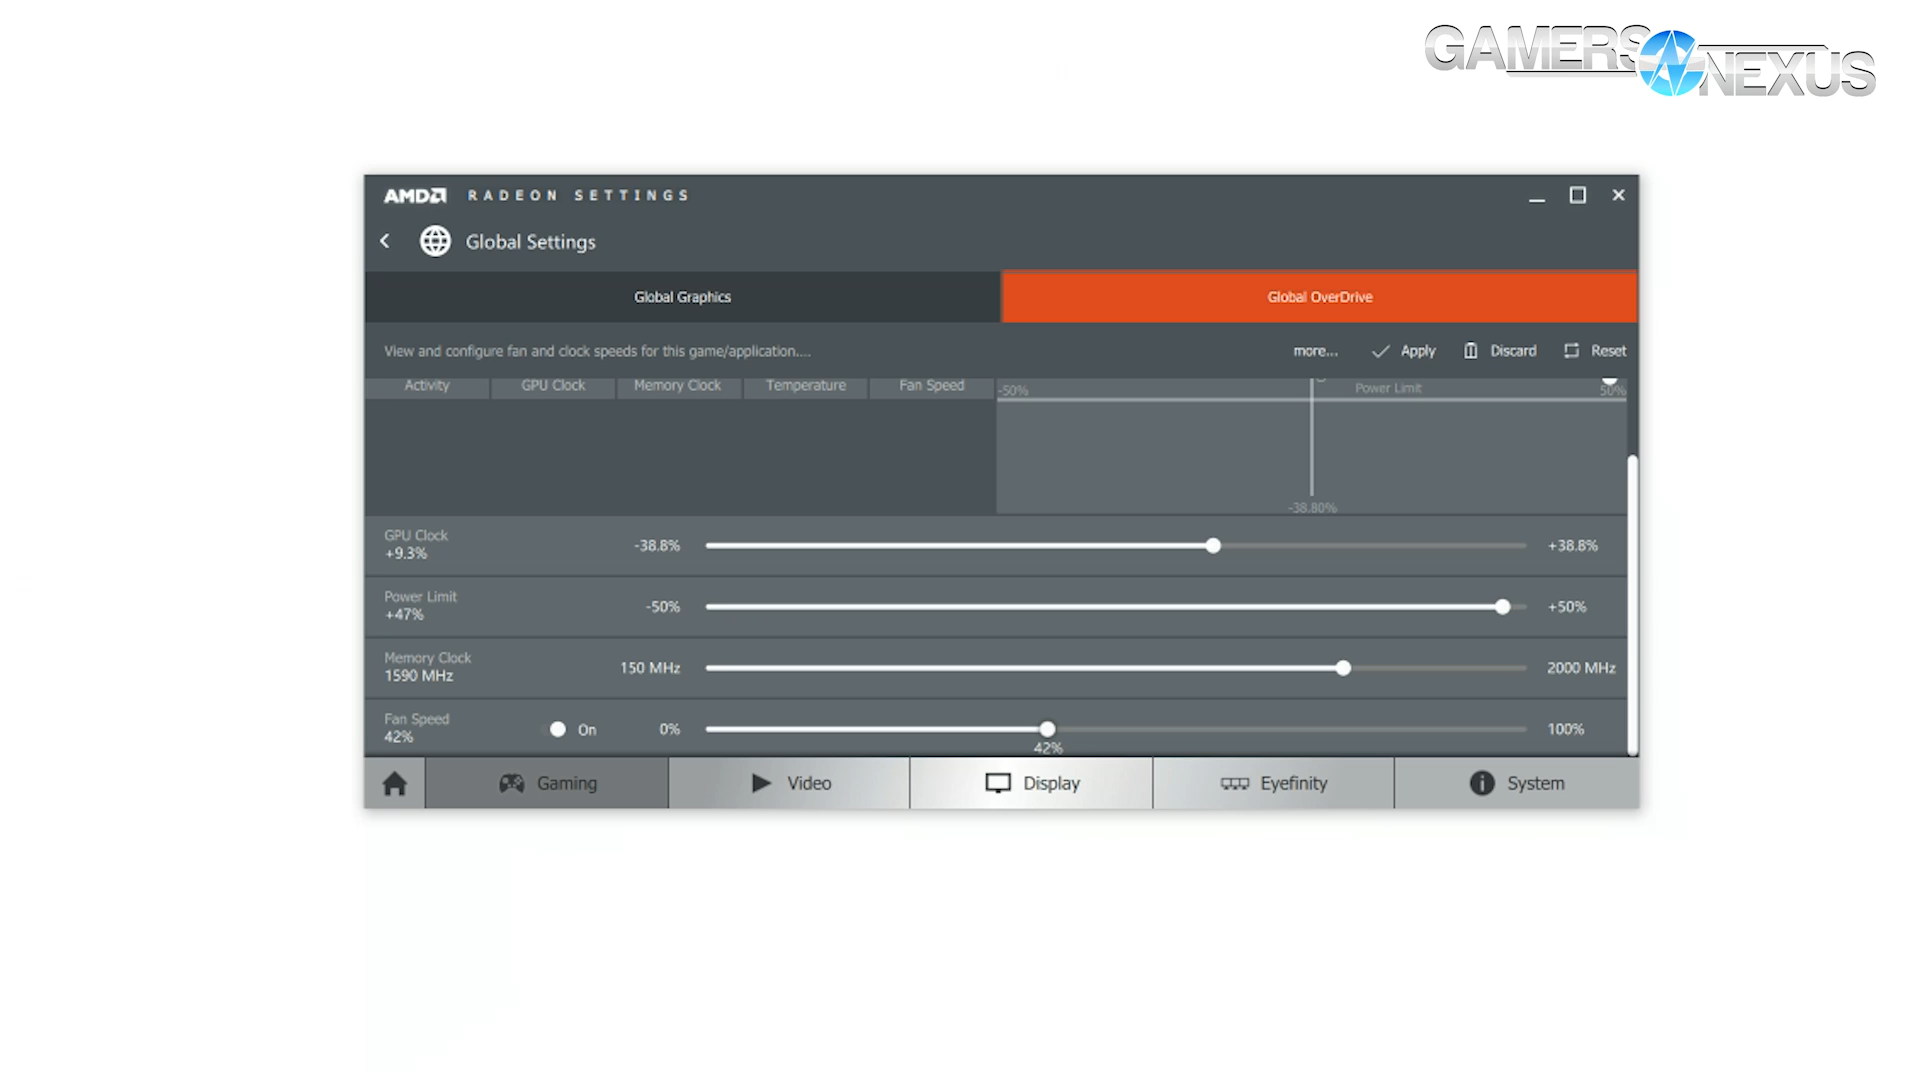 GAMERS NEXUS
AMD RADEON SETTINGS
Global Settings
Global Graphics
Global OverDrive
View and configure fan and clock speeds for this game/application....
more...
Apply
Discard
Reset
Activity
GPU Clock
Memory Clock
Temperature
Fan Speed
-50%
Power Limit
50%
-38.80%
GPU Clock
+9.3%
-38.8%
+38.8%
Power Limit
+47%
-50%
+50%
Memory Clock
1590 MHz
150 MHz
2000 MHz
Fan Speed
42%
On
0%
42%
100%
Gaming
Video
Display
Eyefinity
System